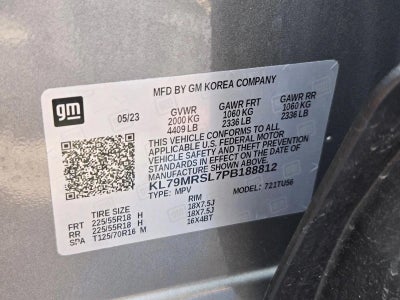 gm
MFD BY GM KOREA COMPANY
05/23
GVWR GAWR FRT GAWR RR
2000 KG 1060 KG 1060 KG
4409 LB 2336 LB 2336 LB
THIS VEHICLE CONFORMS TO ALL
APPLICABLE U.S. FEDERAL MOTOR
VEHICLE SAFETY AND THEFT
PREVENTION STANDARDS IN EFFECT ON
THE DATE OF MANUFACTURE SHOWN ABOVE
KL79MRSL7PB188812
TYPE: MPV MODEL: 721TU56
TIRE SIZE RIM
FRT 225/55R18 H 18X7.5J
RR 225/55R18 H 18X7.5J
SPA T125/70R16 M 16X4BT